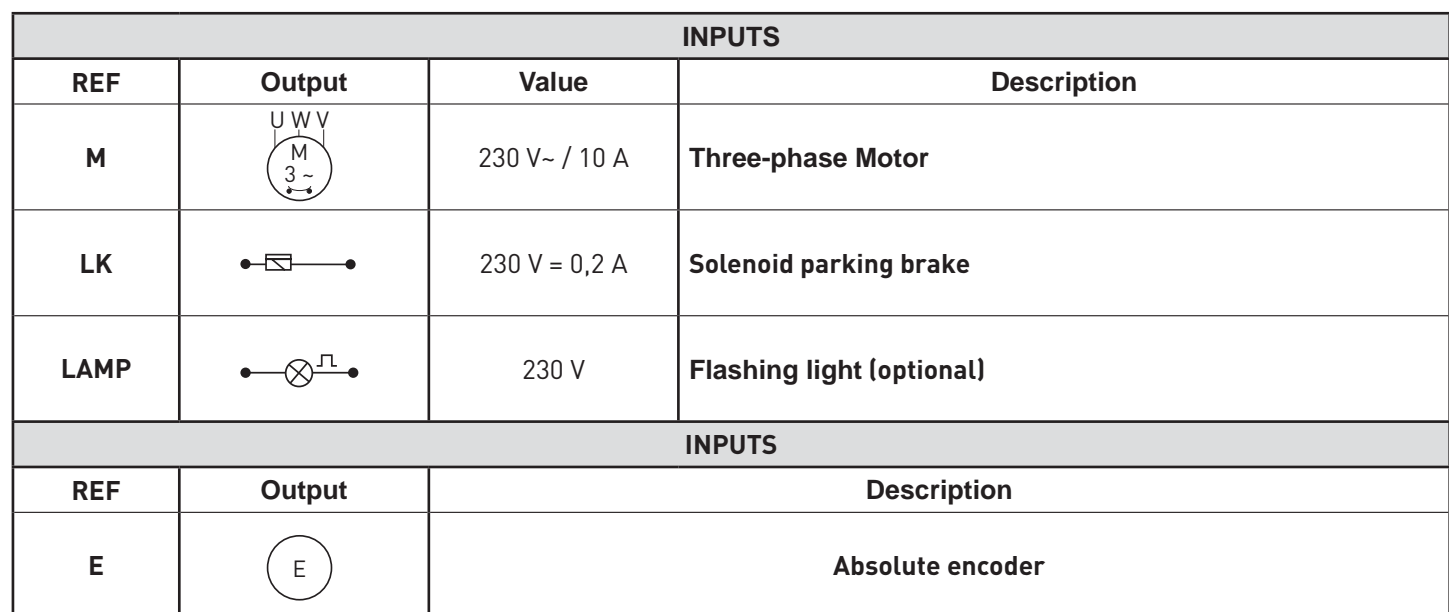 INPUTS
REF Output Value Description
M U W V M 3 ~ 230 V~ / 10 A Three-phase Motor
LK 230 V = 0,2 A Solenoid parking brake
LAMP 230 V Flashing light (optional)
INPUTS
REF Output Description
E E Absolute encoder